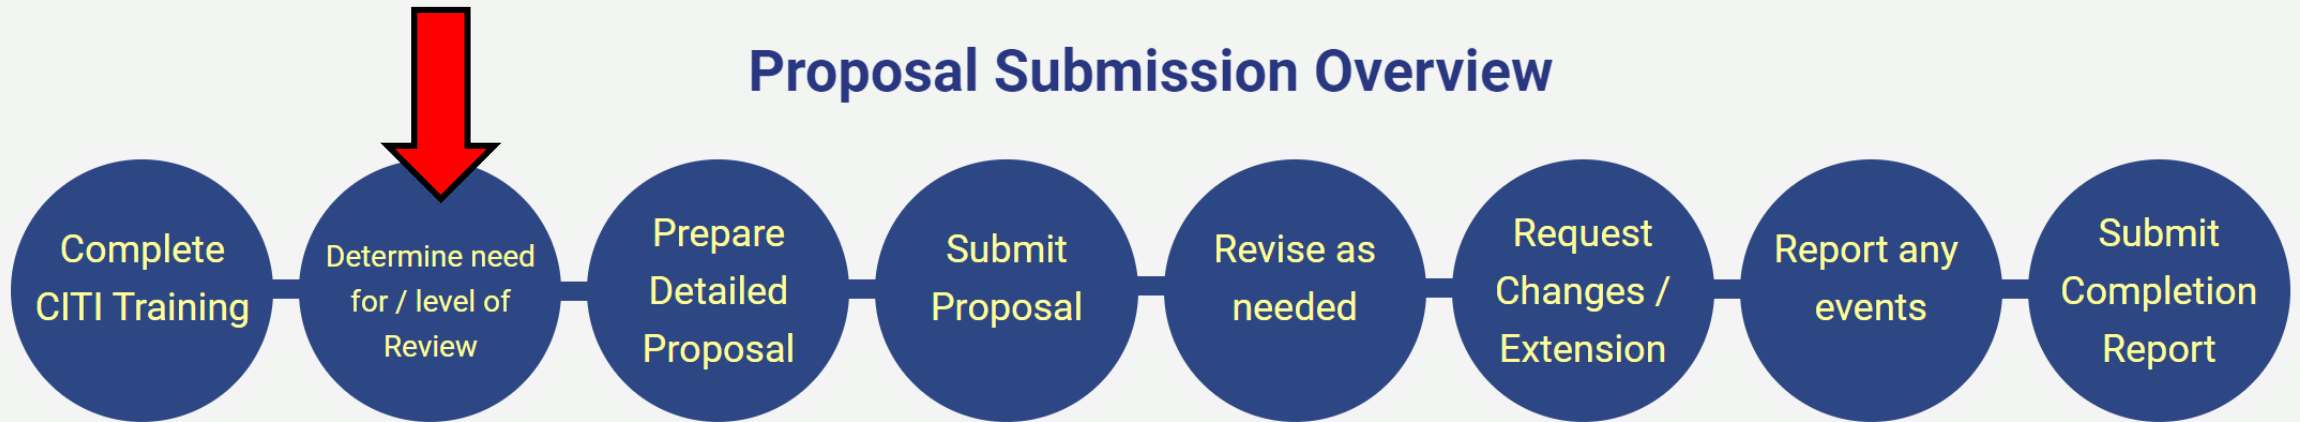 Proposal Submission Overview
Complete
CITI Training
Determine need
for / level of
Review
Prepare
Detailed
Proposal
Submit
Proposal
Revise as
needed
Request
Changes /
Extension
Report any
events
Submit
Completion
Report